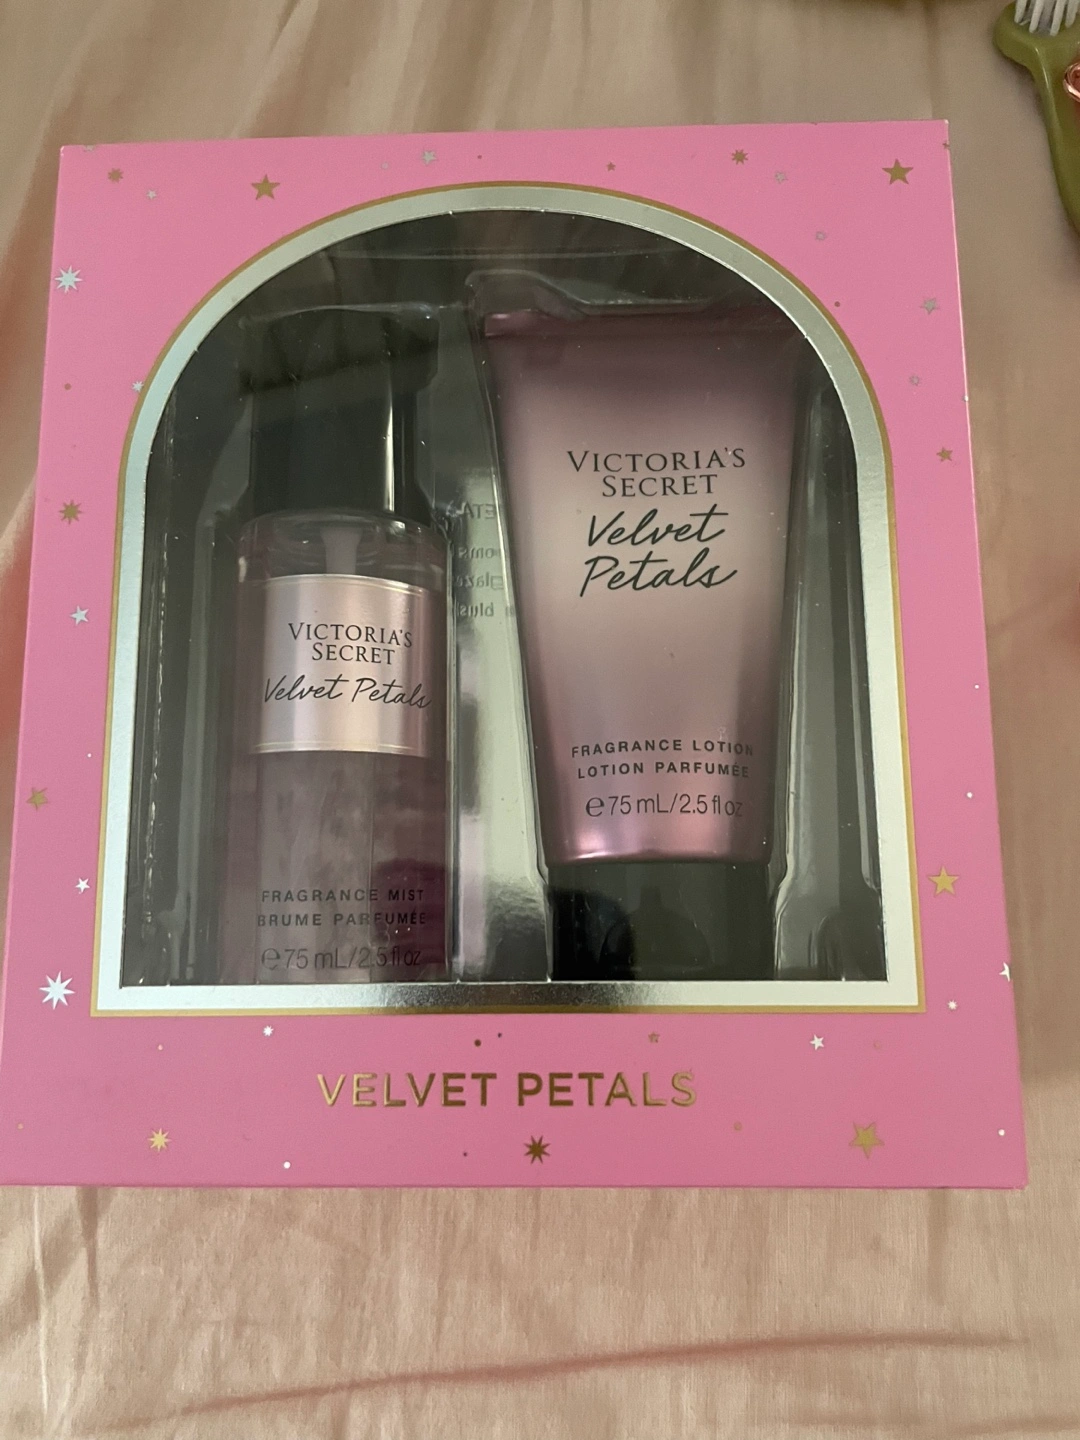 VICTORIA'S
SECRET
Velvet Petals
FRAGRANCE MIST
BRUME PARFUMÉE
℮75 mL/2.5 fl oz
VICTORIA'S
SECRET
Velvet
Petals
FRAGRANCE LOTION
LOTION PARFUMÉE
℮75 mL/2.5 fl oz
VELVET PETALS